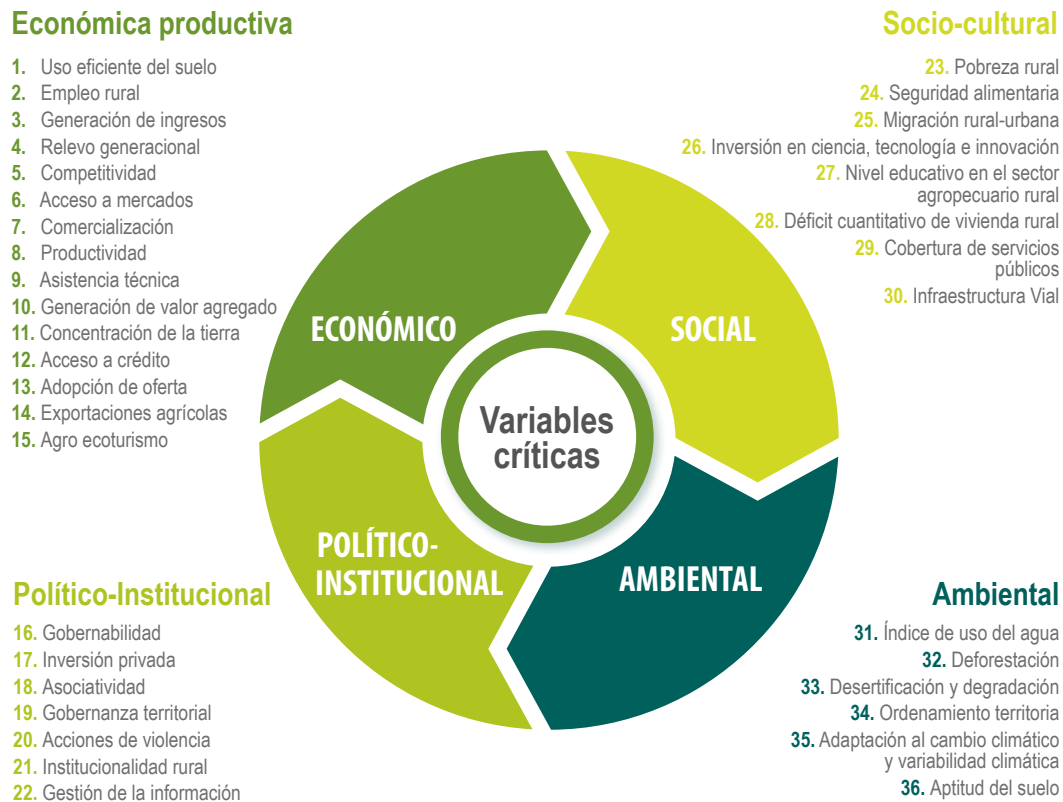 Económica productiva
1. Uso eficiente del suelo
2. Empleo rural
3. Generación de ingresos
4. Relevo generacional
5. Competitividad
6. Acceso a mercados
7. Comercialización
8. Productividad
9. Asistencia técnica
10. Generación de valor agregado
11. Concentración de la tierra
12. Acceso a crédito
13. Adopción de oferta
14. Exportaciones agrícolas
15. Agro ecoturismo
Socio-cultural
23. Pobreza rural
24. Seguridad alimentaria
25. Migración rural-urbana
26. Inversión en ciencia, tecnología e innovación
27. Nivel educativo en el sector
agropecuario rural
28. Déficit cuantitativo de vivienda rural
29. Cobertura de servicios
públicos
30. Infraestructura Vial
ECONÓMICO
SOCIAL
Variables
críticas
POLÍTICO-
INSTITUCIONAL
AMBIENTAL
Político-Institucional
16. Gobernabilidad
17. Inversión privada
18. Asociatividad
19. Gobernanza territorial
20. Acciones de violencia
21. Institucionalidad rural
22. Gestión de la información
Ambiental
31. Índice de uso del agua
32. Deforestación
33. Desertificación y degradación
34. Ordenamiento territoria
35. Adaptación al cambio climático
y variabilidad climática
36. Aptitud del suelo